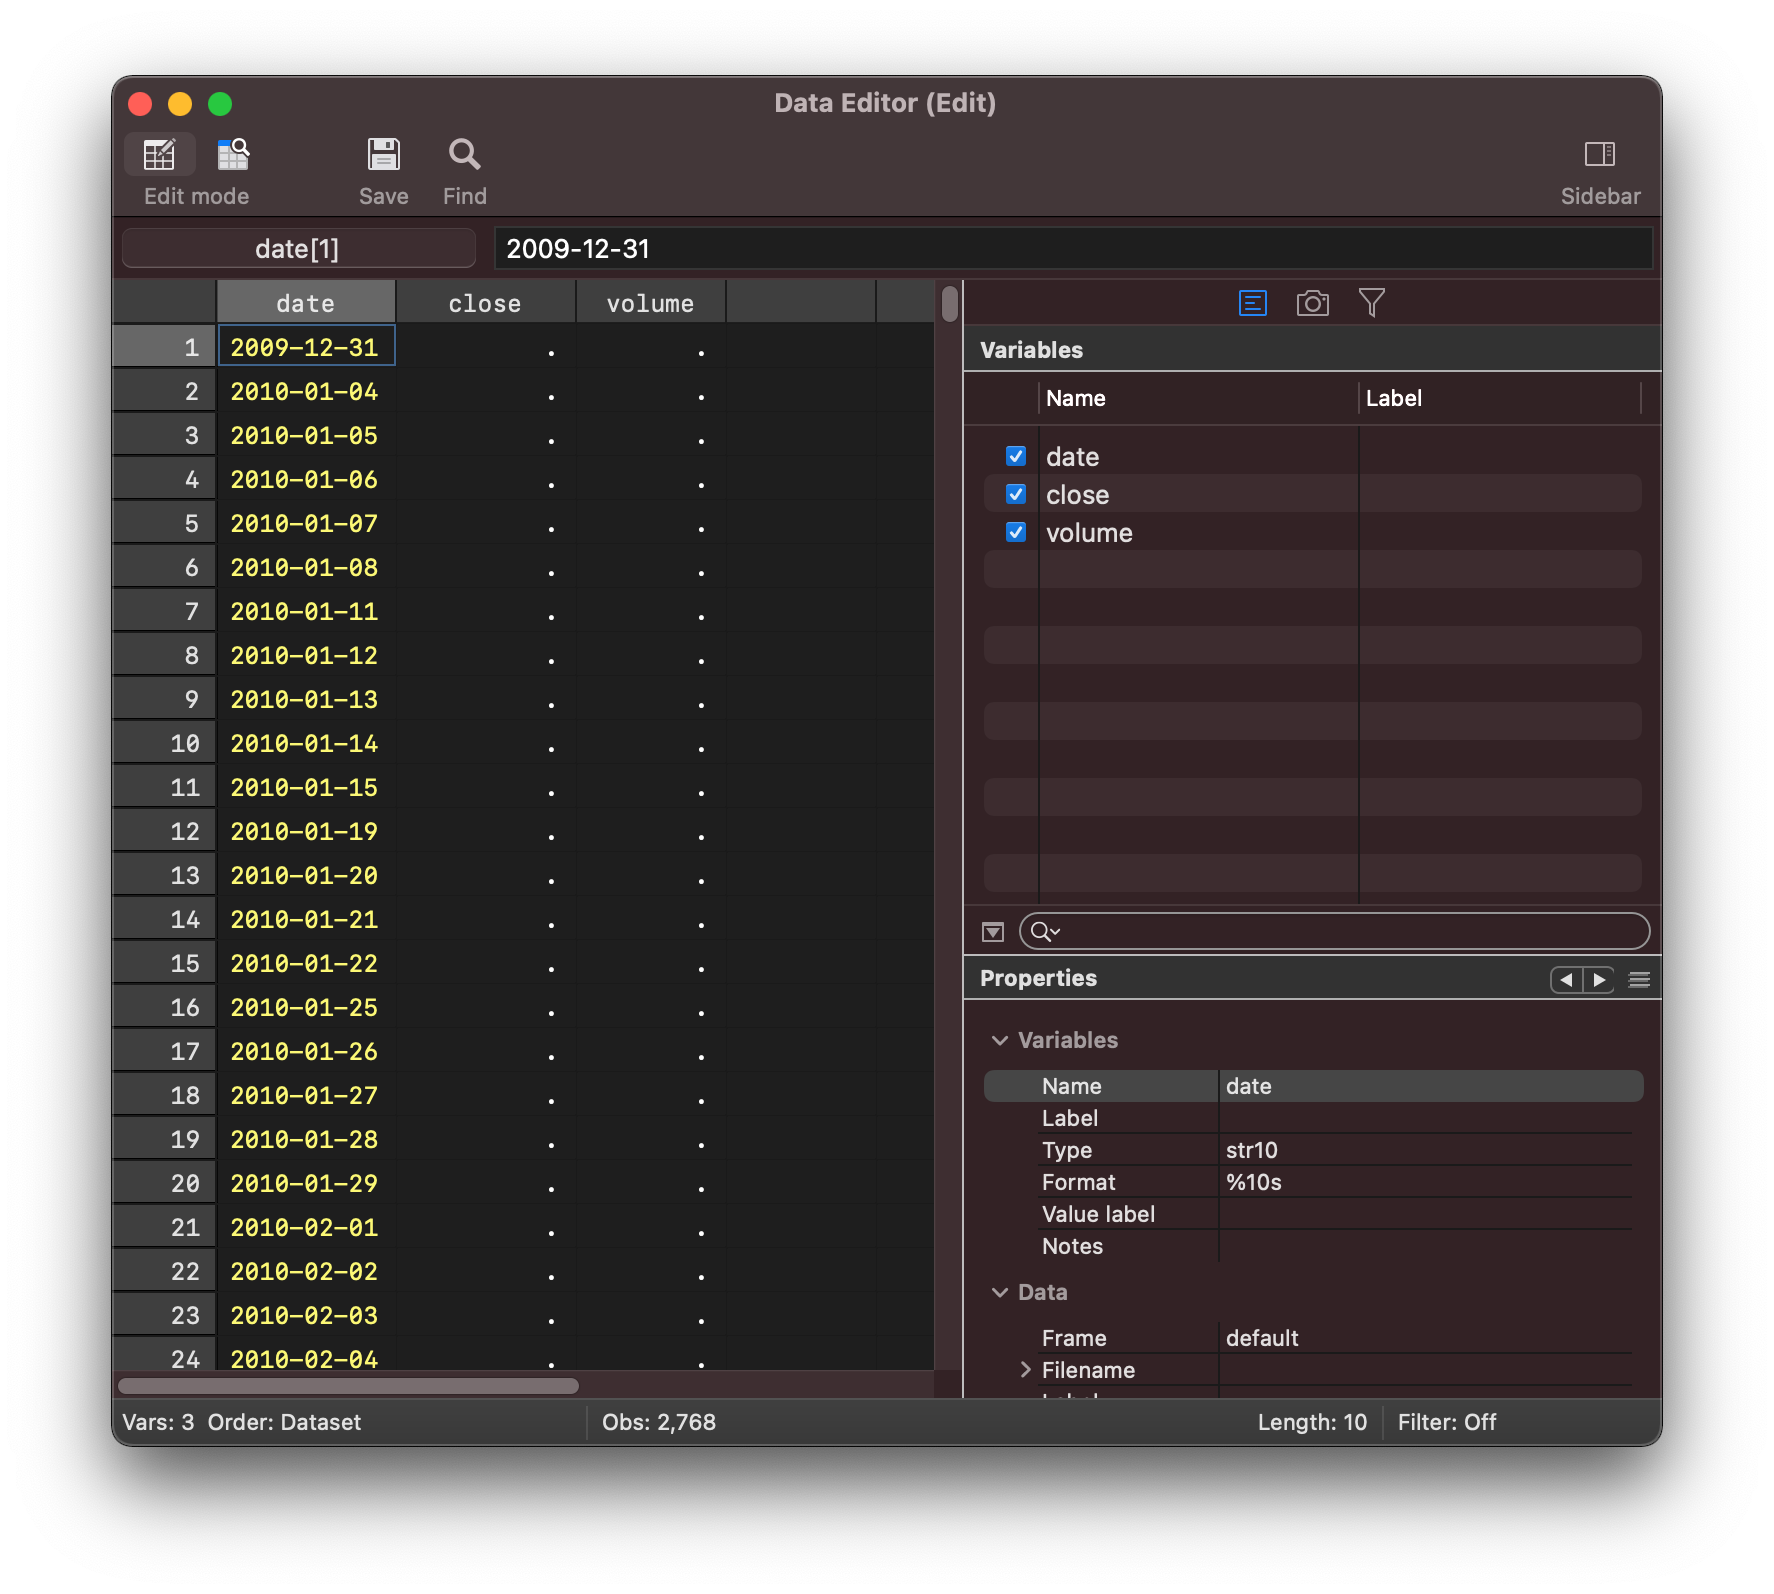 Data Editor (Edit)
Edit mode
Save
Find
Sidebar
date[1]
2009-12-31
date close volume
1 2009-12-31 . .
2 2010-01-04 . .
3 2010-01-05 . .
4 2010-01-06 . .
5 2010-01-07 . .
6 2010-01-08 . .
7 2010-01-11 . .
8 2010-01-12 . .
9 2010-01-13 . .
10 2010-01-14 . .
11 2010-01-15 . .
12 2010-01-19 . .
13 2010-01-20 . .
14 2010-01-21 . .
15 2010-01-22 . .
16 2010-01-25 . .
17 2010-01-26 . .
18 2010-01-27 . .
19 2010-01-28 . .
20 2010-01-29 . .
21 2010-02-01 . .
22 2010-02-02 . .
23 2010-02-03 . .
24 2010-02-04 . .
Variables
Name Label
date
close
volume
Properties
Variables
Name date
Label
Type str10
Format %10s
Value label
Notes
Data
Frame default
Filename
Vars: 3 Order: Dataset
Obs: 2,768
Length: 10
Filter: Off